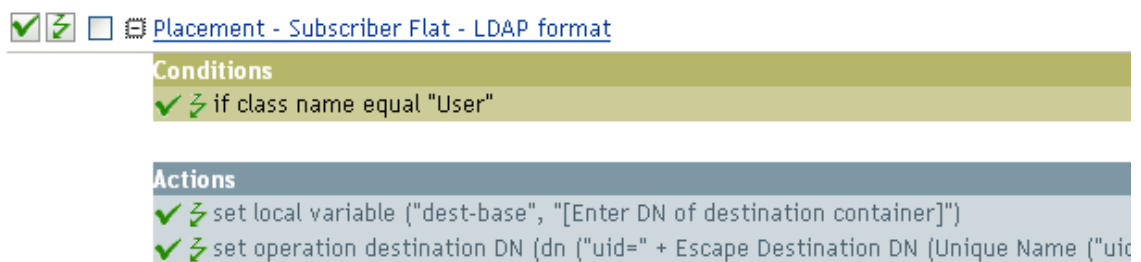 Placement - Subscriber Flat - LDAP format
Conditions
if class name equal "User"
Actions
set local variable ("dest-base", "[Enter DN of destination container]")
set operation destination DN (dn ("uid=" + Escape Destination DN (Unique Name ("uid